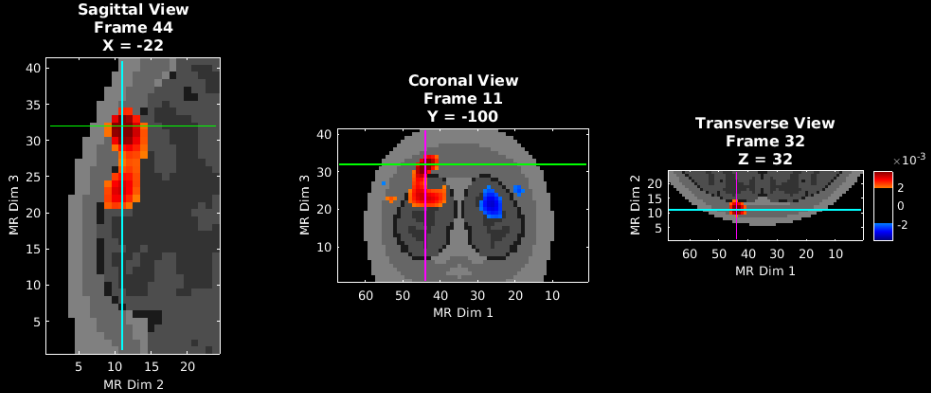 Sagittal View
Frame 44
X = -22
40
35
30
25
20
15
10
5
MR Dim 3
5 10 15 20
MR Dim 2
Coronal View
Frame 11
Y = -100
40
30
20
10
MR Dim 3
60 50 40 30 20 10
MR Dim 1
Transverse View
Frame 32
Z = 32
20
15
10
5
MR Dim 2
60 50 40 30 20 10
MR Dim 1
×10⁻³
2
0
-2